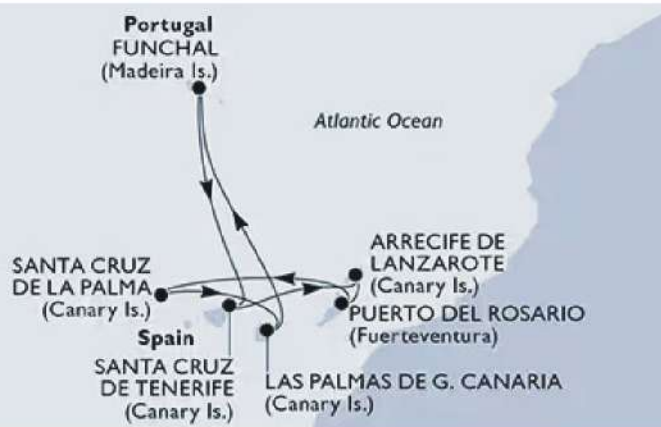 Portugal
FUNCHAL
(Madeira Is.)
Atlantic Ocean
SANTA CRUZ
DE LA PALMA
(Canary Is.)
ARRECIFE DE
LANZAROTE
(Canary Is.)
PUERTO DEL ROSARIO
(Fuerteventura)
Spain
SANTA CRUZ
DE TENERIFE
(Canary Is.)
LAS PALMAS DE G. CANARIA
(Canary Is.)